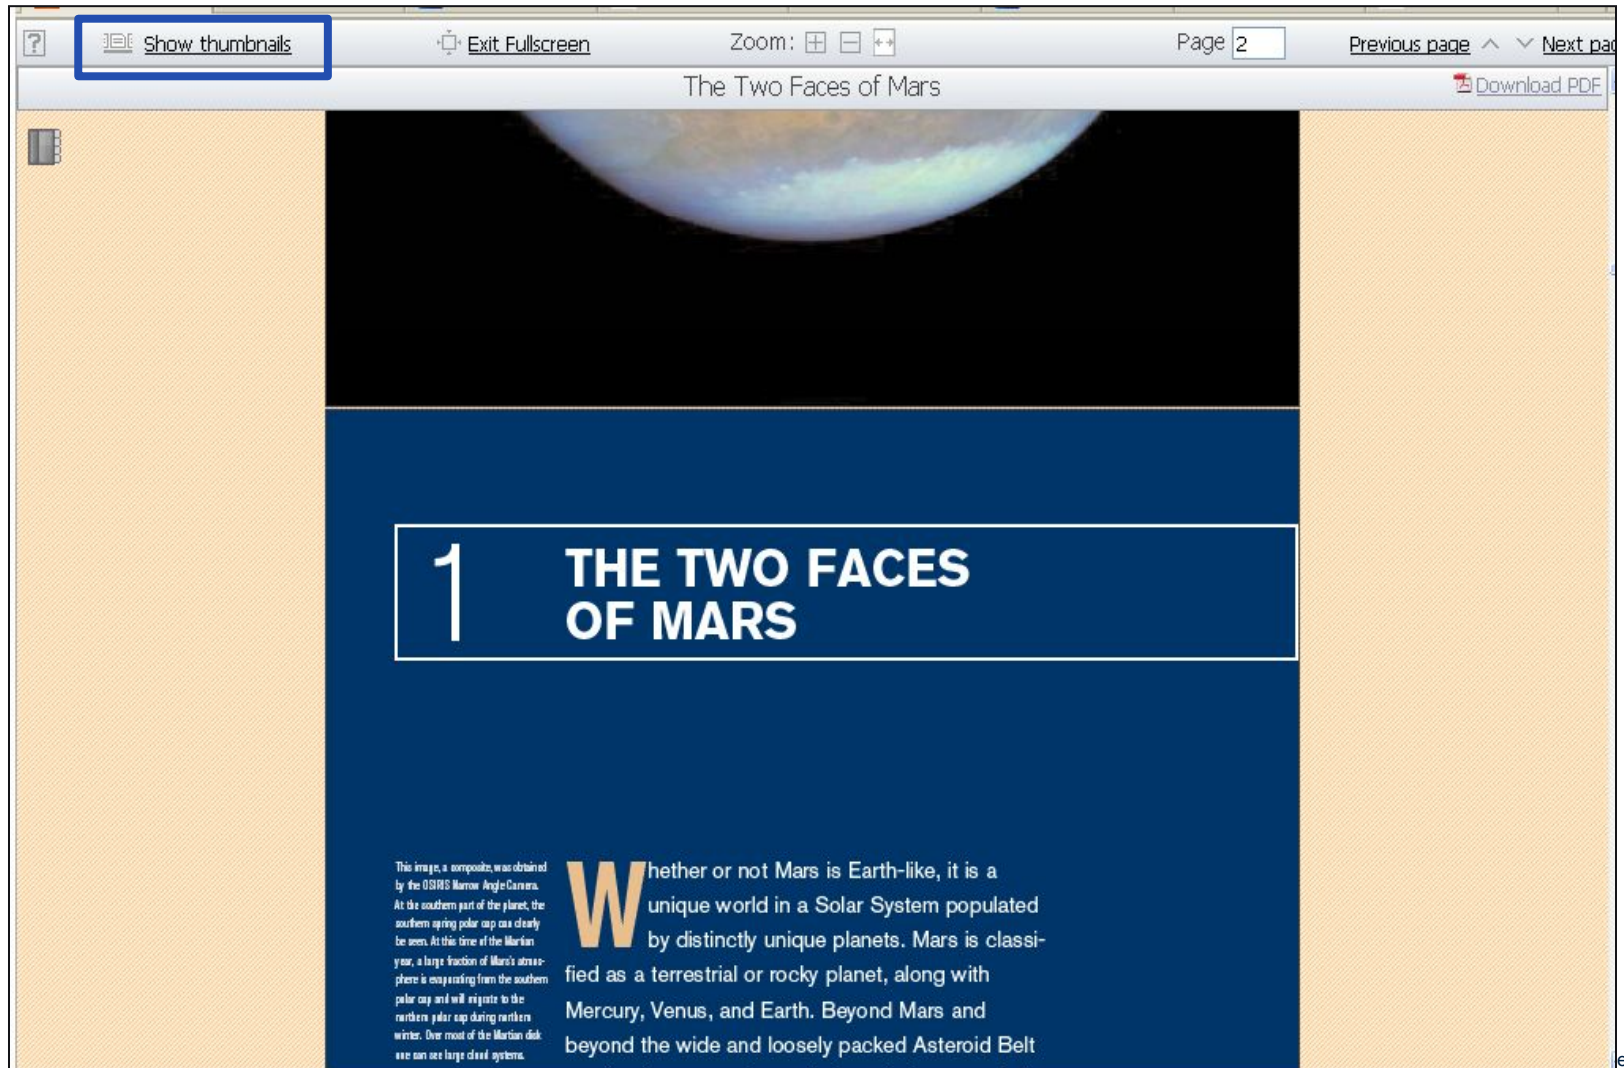 ? Show thumbnails Exit Fullscreen Zoom: Page 2 Previous page Next pag
The Two Faces of Mars Download PDF
1 THE TWO FACES
OF MARS
This image, a composite, was obtained
by the OSIRIS Narrow Angle Camera.
At the southern part of the planet, the
southern spring polar cap can clearly
be seen. At this time of the Martian
year, a large fraction of Mars's atmos-
phere is evaporating from the southern
polar cap and will migrate to the
northern polar cap during northern
winter. Over most of the Martian disk
one can see large cloud systems.
Whether or not Mars is Earth-like, it is a
unique world in a Solar System populated
by distinctly unique planets. Mars is classi-
fied as a terrestrial or rocky planet, along with
Mercury, Venus, and Earth. Beyond Mars and
beyond the wide and loosely packed Asteroid Belt